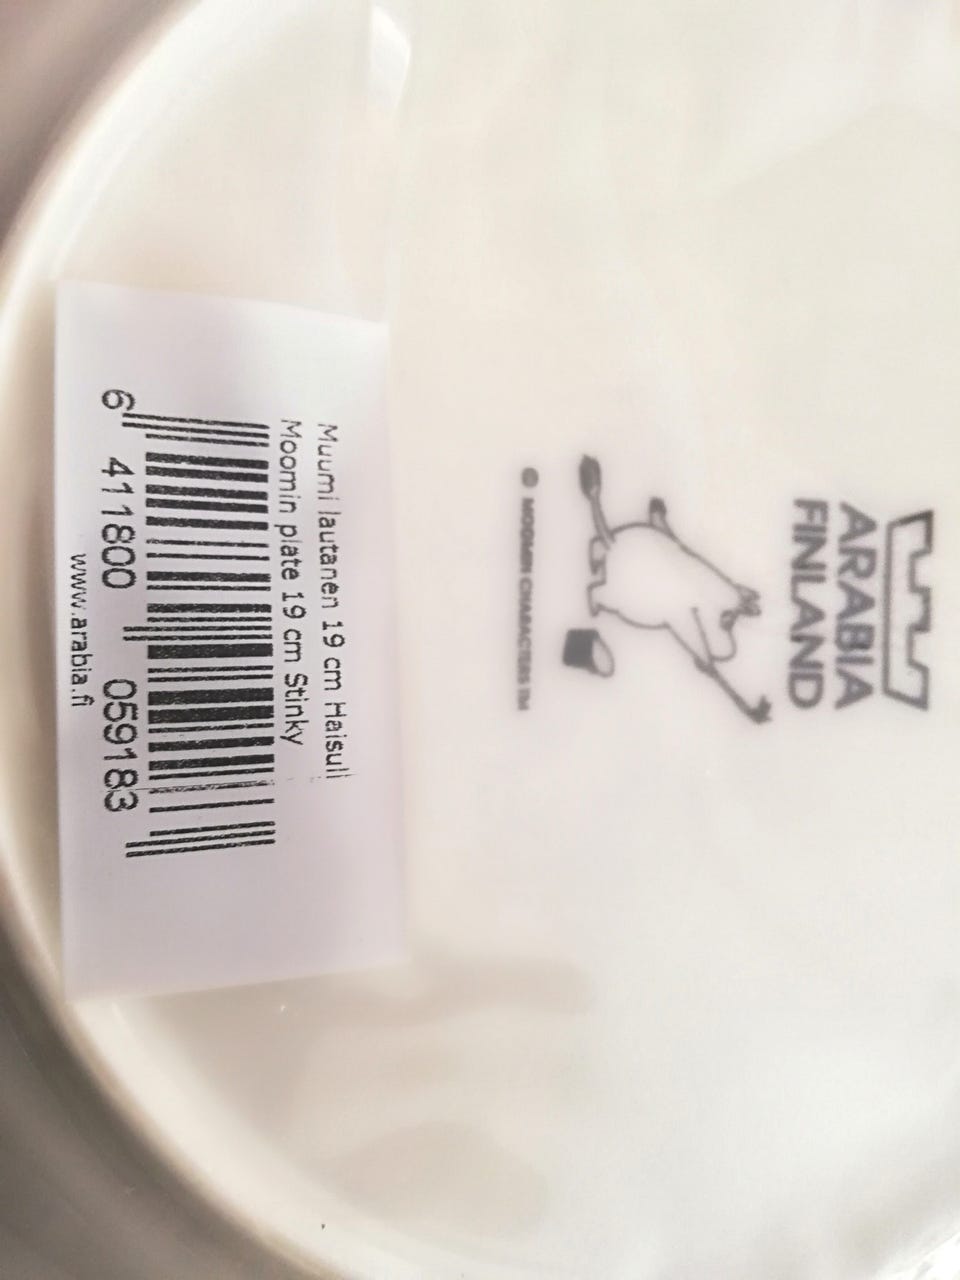 ARABIA
FINLAND
© MOOMIN CHARACTERS TM
Muumi lautanen 19 cm Haisuli
Moomin plate 19 cm Stinky
6 411800 059183
www.arabia.fi